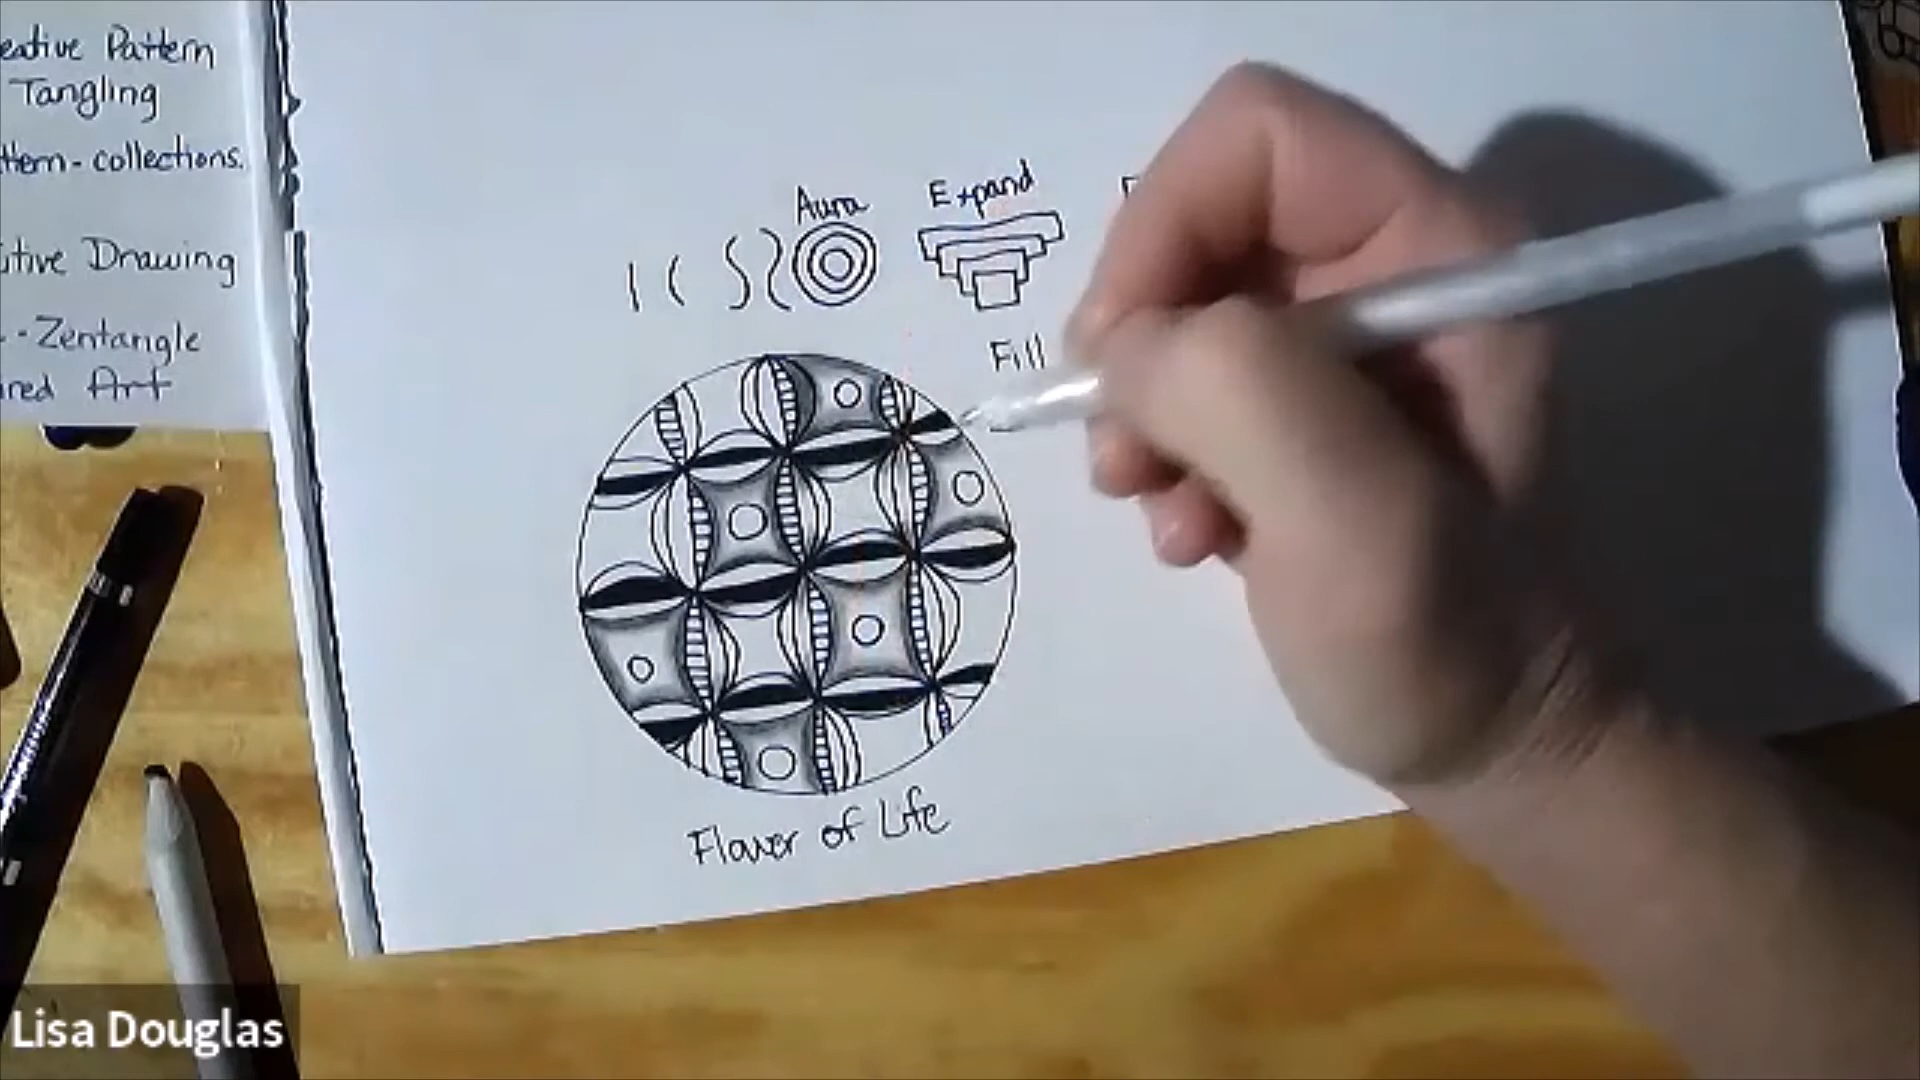 eative Pattern
Tangling
ttern-collections.
itive Drawing
- Zentangle
ired Art
Aura
Expand
Fill
Flower of Life
Lisa Douglas